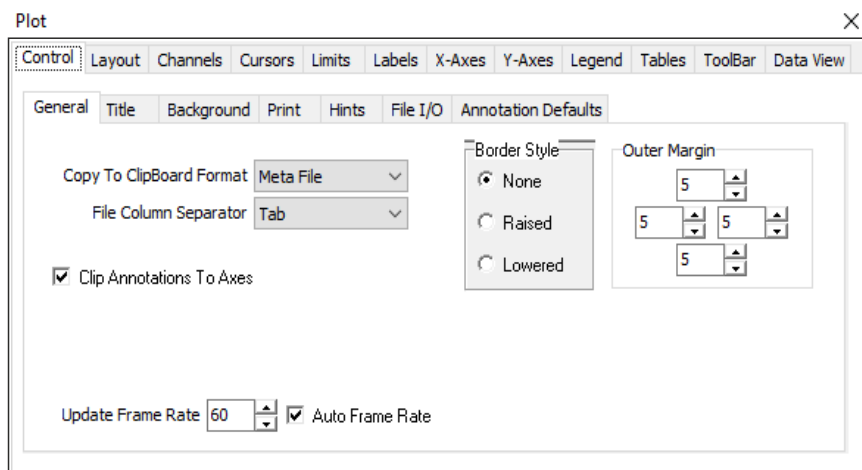 Plot
Control Layout Channels Cursors Limits Labels X-Axes Y-Axes Legend Tables ToolBar Data View
General Title Background Print Hints File I/O Annotation Defaults
Copy To ClipBoard Format Meta File
File Column Separator Tab
Clip Annotations To Axes
Border Style
None
Raised
Lowered
Outer Margin
5
5 5
5
Update Frame Rate 60 Auto Frame Rate